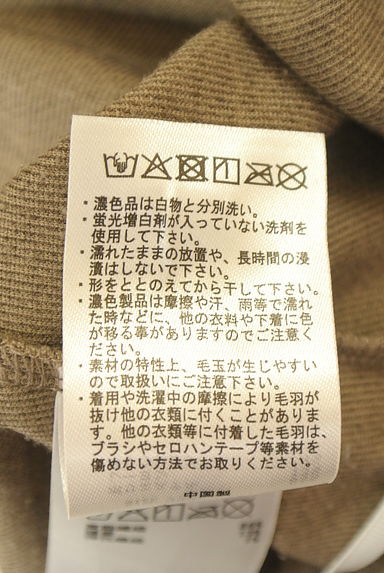 ・濃色品は白物と分別洗い。
・蛍光増白剤が入っていない洗剤を
使用して下さい。
・濡れたままの放置や、長時間の浸
漬はしないで下さい。
・形をととのえてから干して下さい。
・濃色製品は摩擦や汗、雨等で濡れ
た時などに、他の衣料や下着に色
が移る事がありますのでご注意く
ださい。
・素材の特性上、毛玉が生じやすい
ので取扱いにご注意下さい。
・着用や洗濯中の摩擦により毛羽が
抜け他の衣類に付くことがありま
す。他の衣類等に付着した毛羽は、
ブラシやセロハンテープ等素材を
傷めない方法でお取りください。